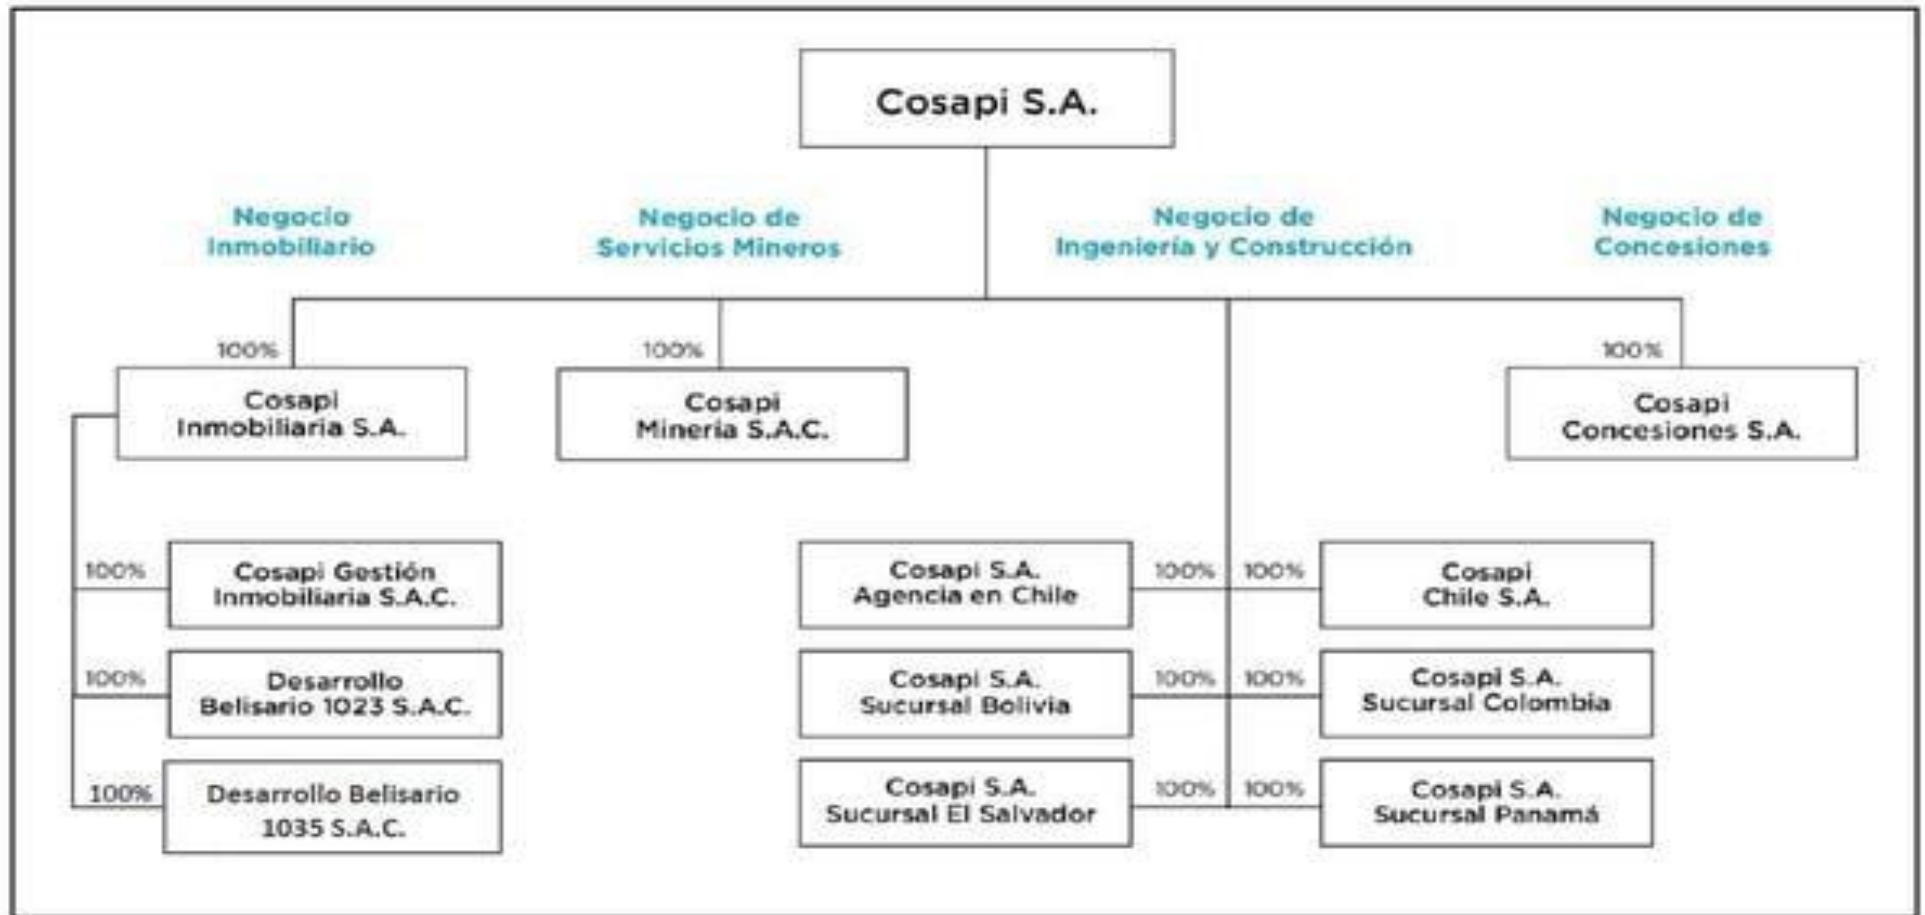 Cosapi S.A.
Negocio
Inmobiliario
Negocio de
Servicios Mineros
Negocio de
Ingeniería y Construcción
Negocio de
Concesiones
100%
100%
100%
Cosapi
Inmobiliaria S.A.
Cosapi
Minería S.A.C.
Cosapi
Concesiones S.A.
100%
Cosapi Gestión
Inmobiliaria S.A.C.
Cosapi S.A.
Agencia en Chile
100%
100%
Cosapi
Chile S.A.
100%
Desarrollo
Belisario 1023 S.A.C.
Cosapi S.A.
Sucursal Bolivia
100%
100%
Cosapi S.A.
Sucursal Colombia
100%
Desarrollo Belisario
1035 S.A.C.
Cosapi S.A.
Sucursal El Salvador
100%
100%
Cosapi S.A.
Sucursal Panamá